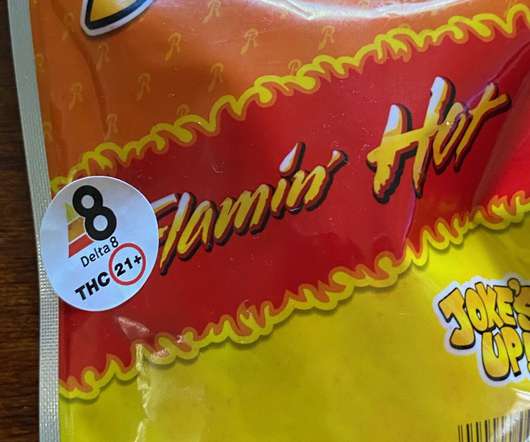 Flamin' Hot
8
Delta 8
THC 21+
JOKE'S
UP!